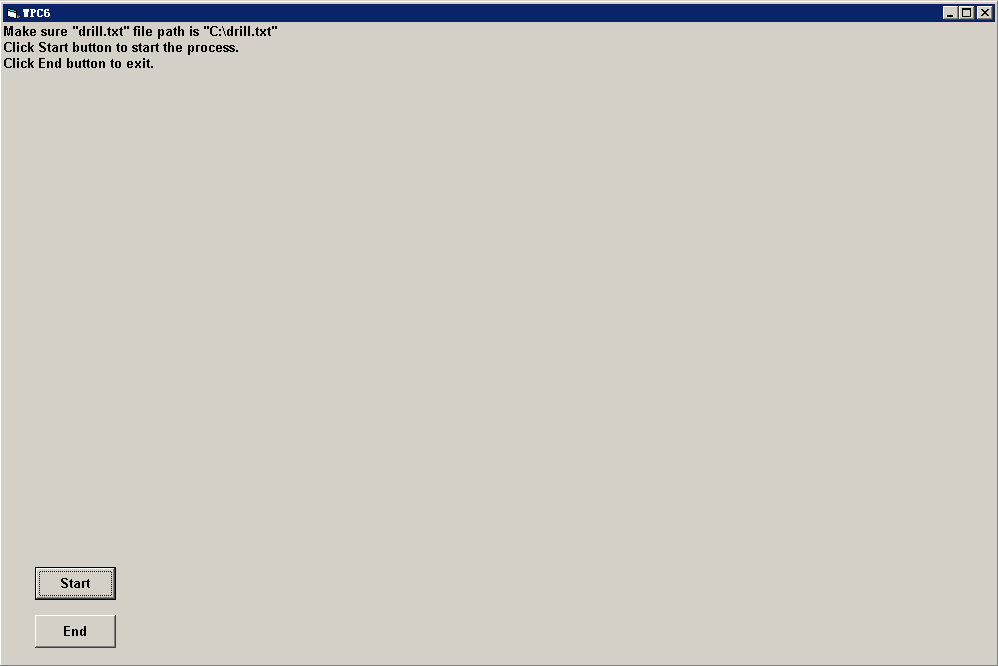 TPC6
Make sure "drill.txt" file path is "C:\drill.txt"
Click Start button to start the process.
Click End button to exit.
Start
End